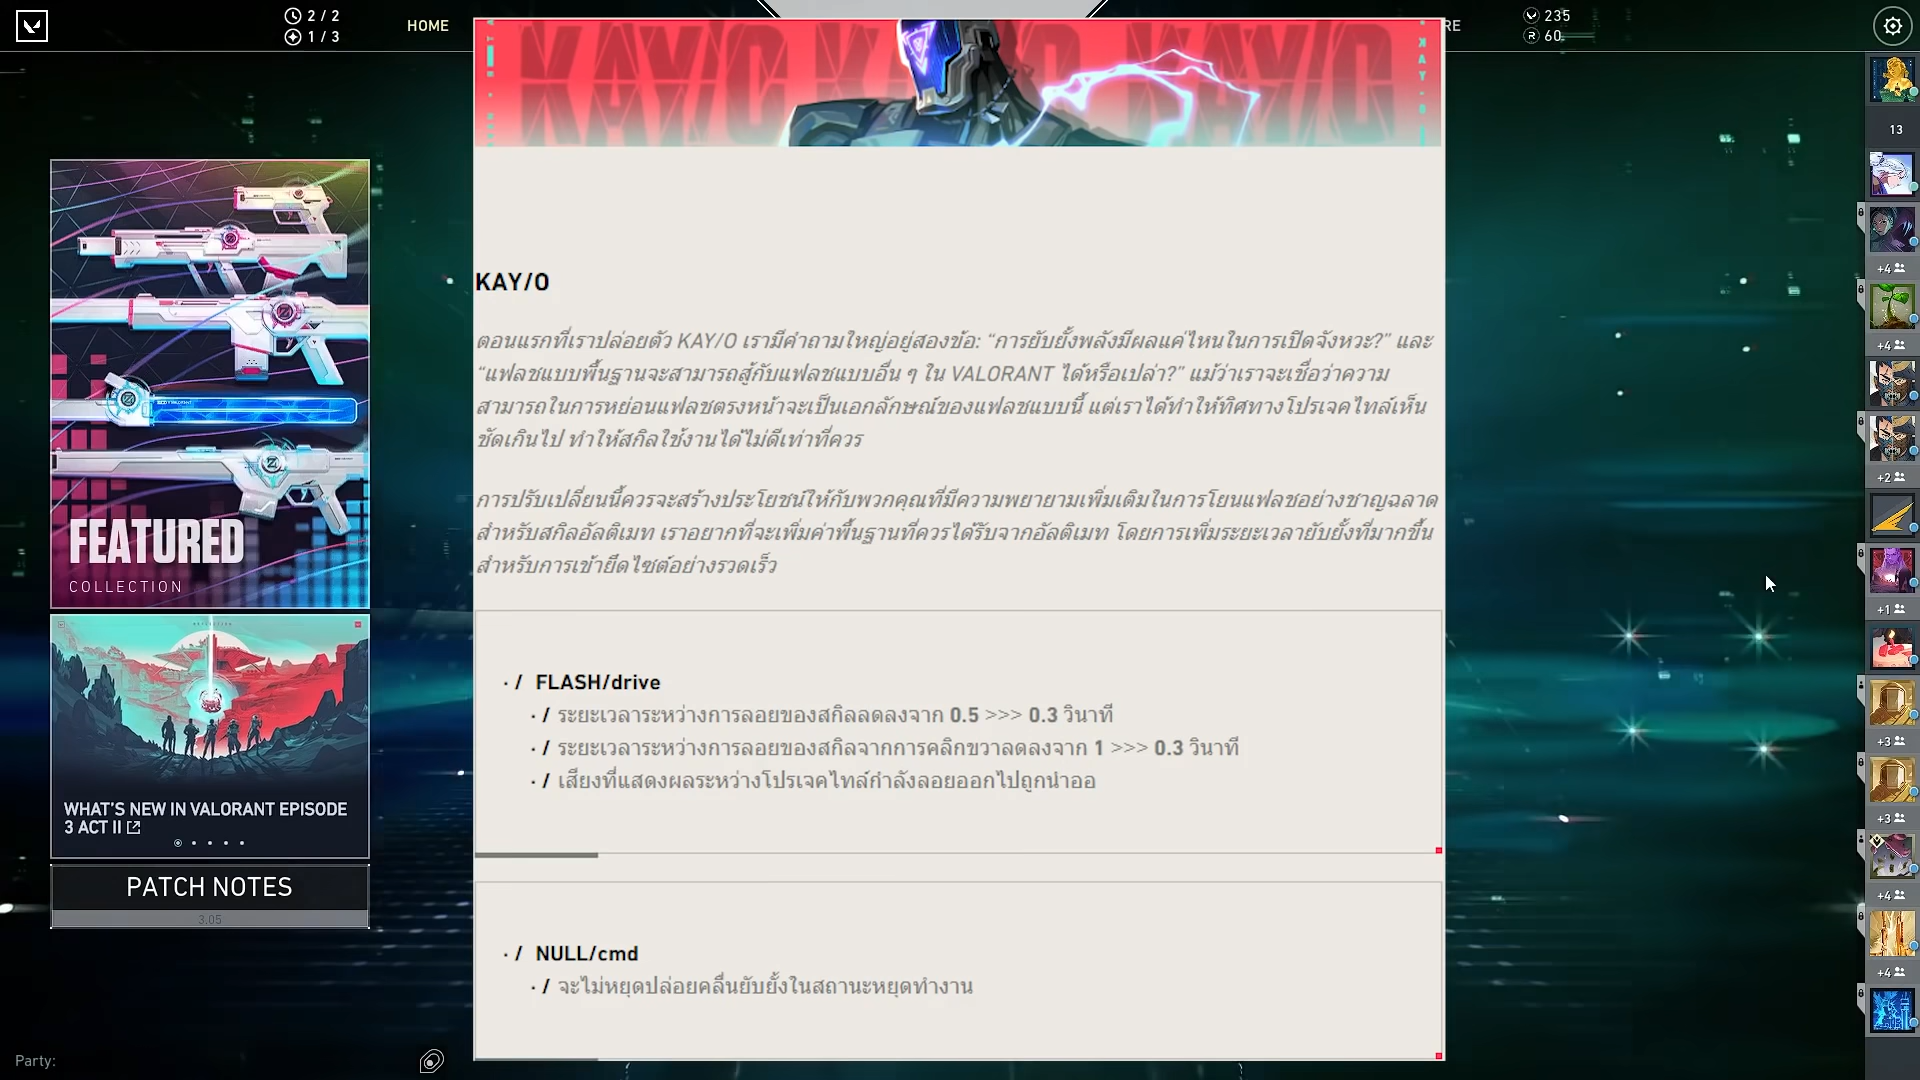 2 / 2
1 / 3
HOME
RE
235
60
KAY/O KAY/O KAY/O
13
FEATURED
COLLECTION
WHAT'S NEW IN VALORANT EPISODE
3 ACT II
PATCH NOTES
3.05
Party:
KAY/O
ตอนแรกที่เราปล่อยตัว KAY/O เรามีคำถามใหญ่อยู่สองข้อ: “การยับยั้งพลังมีผลแค่ไหนในการเปิดจังหวะ?” และ
“แฟลชแบบพื้นฐานจะสามารถสู้กับแฟลชแบบอื่น ๆ ใน VALORANT ได้หรือเปล่า?” แม้ว่าเราจะเชื่อว่าความ
สามารถในการหย่อนแฟลชตรงหน้าจะเป็นเอกลักษณ์ของแฟลชแบบนี้ แต่เราได้ทำให้ทิศทางโปรเจคไทล์เห็น
ชัดเกินไป ทำให้สกิลใช้งานได้ไม่ดีเท่าที่ควร
การปรับเปลี่ยนนี้ควรจะสร้างประโยชน์ให้กับพวกคุณที่มีความพยายามเพิ่มเติมในการโยนแฟลชอย่างชาญฉลาด
สำหรับสกิลอัลติเมท เราอยากที่จะเพิ่มค่าพื้นฐานที่ควรได้รับจากอัลติเมท โดยการเพิ่มระยะเวลายับยั้งที่มากขึ้น
สำหรับการเข้ายึดไซต์อย่างรวดเร็ว
· / FLASH/drive
· / ระยะเวลาระหว่างการลอยของสกิลลดลงจาก 0.5 >>> 0.3 วินาที
· / ระยะเวลาระหว่างการลอยของสกิลจากการคลิกขวาลดลงจาก 1 >>> 0.3 วินาที
· / เสียงที่แสดงผลระหว่างโปรเจคไทล์กำลังลอยออกไปถูกนำออ
· / NULL/cmd
· / จะไม่หยุดปล่อยคลื่นยับยั้งในสถานะหยุดทำงาน
+4
+4
+2
+1
+3
+3
+4
+4